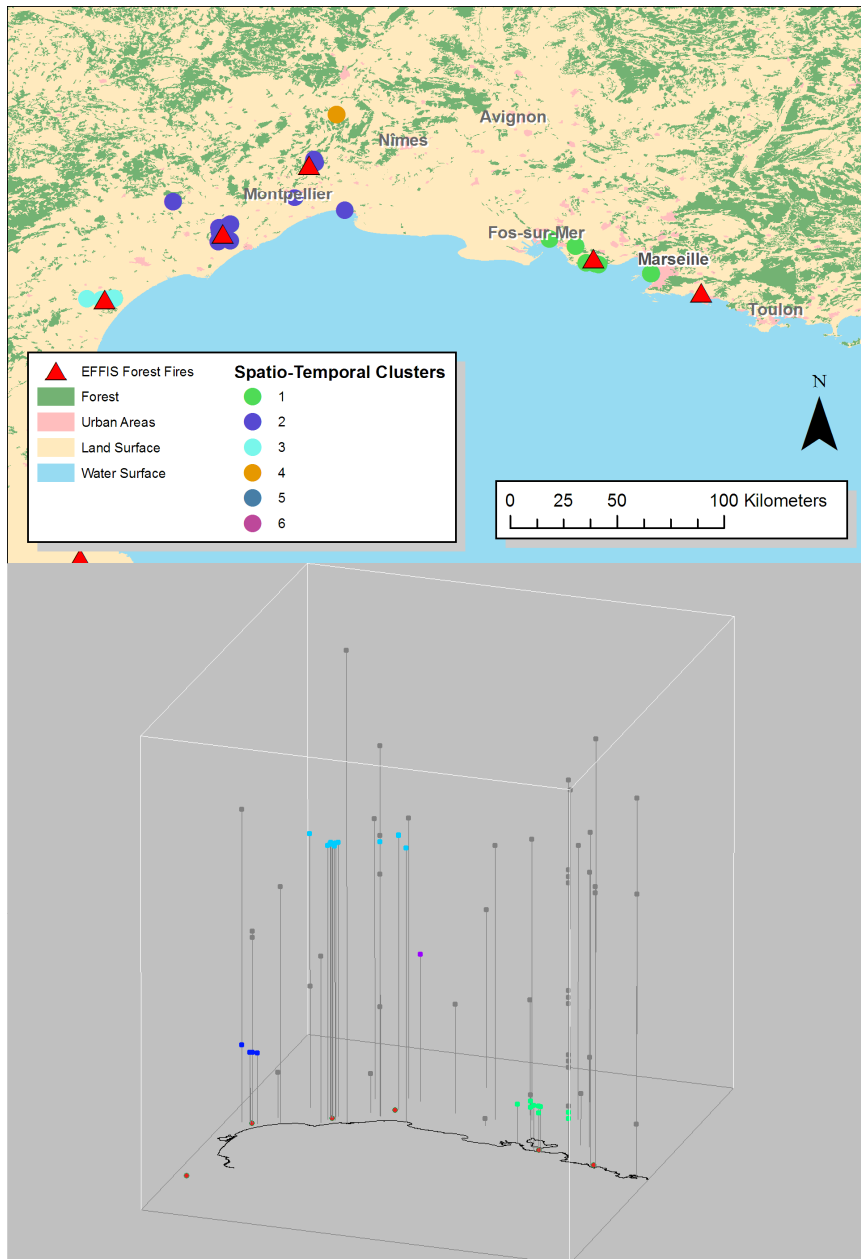 Avignon
Nîmes
Montpellier
Fos-sur-Mer
Marseille
Toulon
EFFIS Forest Fires
Forest
Urban Areas
Land Surface
Water Surface
Spatio-Temporal Clusters
1
2
3
4
5
6
N
0 25 50 100 Kilometers